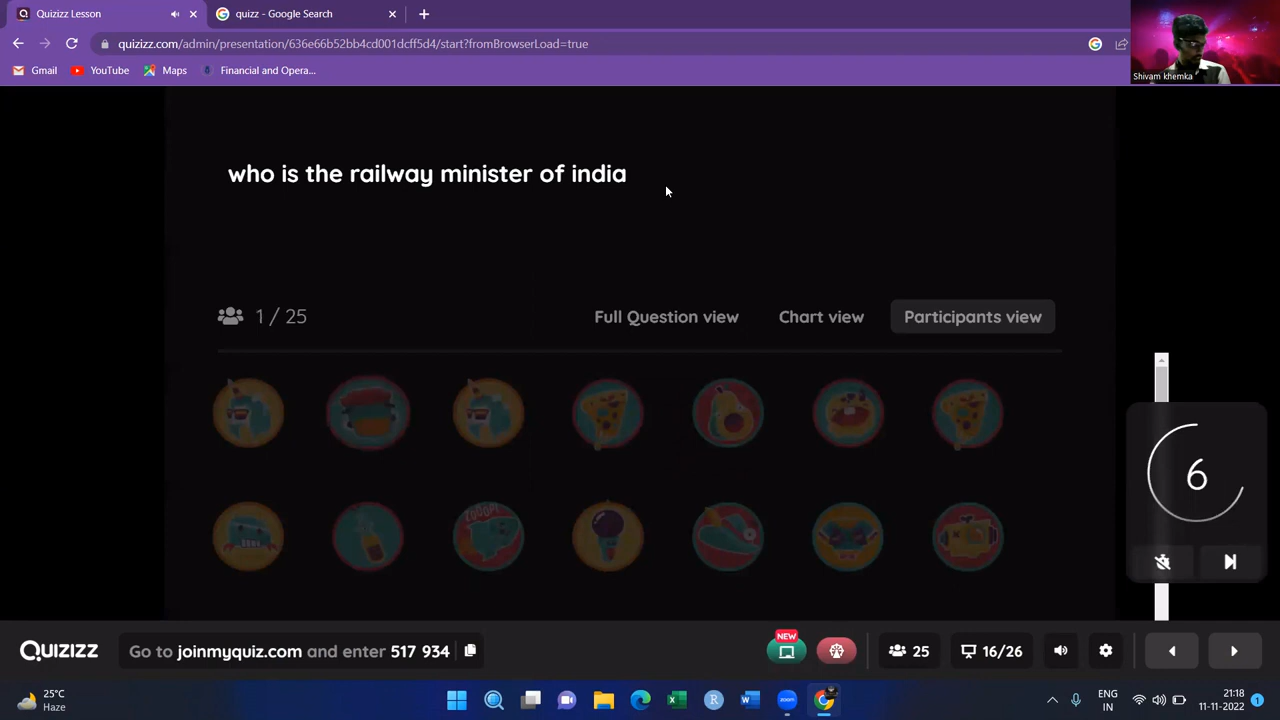 Quizizz Lesson
quizz - Google Search
quizizz.com/admin/presentation/636e66b52bb4cd001dcff5d4/start?fromBrowserLoad=true
Gmail
YouTube
Maps
Financial and Opera...
Shivam khemka
who is the railway minister of india
1 / 25
Full Question view
Chart view
Participants view
ZOOOP!
6
QUIZIZZ
Go to joinmyquiz.com and enter 517 934
NEW
25
16/26
25°C
Haze
R
W
zoom
ENG
IN
21:18
11-11-2022
1